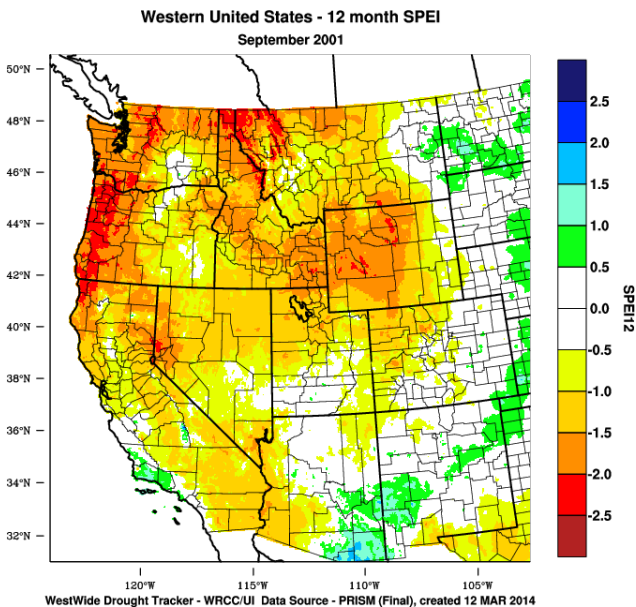 Western United States - 12 month SPEI
September 2001
50°N
48°N
46°N
44°N
42°N
40°N
38°N
36°N
34°N
32°N
120°W
115°W
110°W
105°W
2.5
2.0
1.5
1.0
0.5
0.0
-0.5
-1.0
-1.5
-2.0
-2.5
SPEI12
WestWide Drought Tracker - WRCC/UI Data Source - PRISM (Final), created 12 MAR 2014